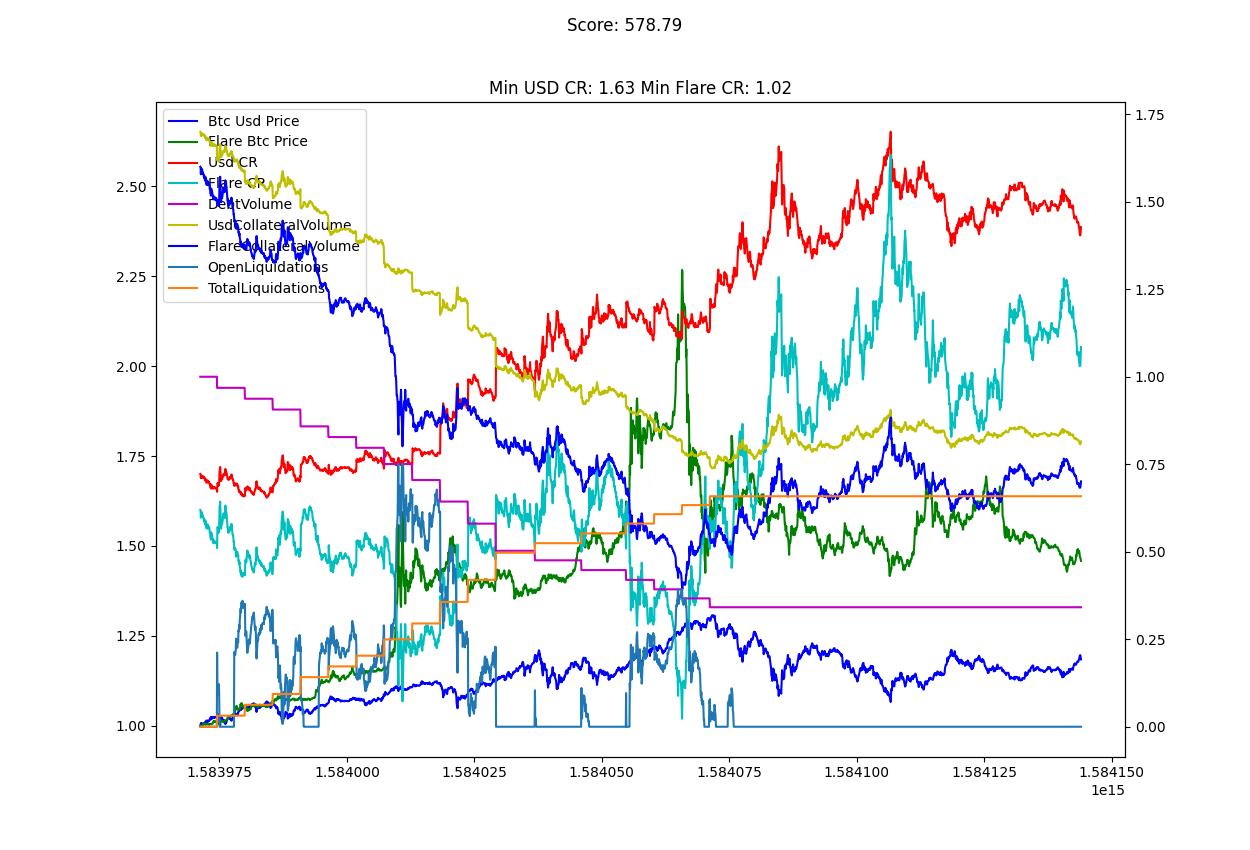 Score: 578.79
Min USD CR: 1.63 Min Flare CR: 1.02
Btc Usd Price
Flare Btc Price
Usd CR
Flare CR
DebtVolume
UsdCollateralVolume
FlareCollateralVolume
OpenLiquidations
TotalLiquidations
2.50
2.25
2.00
1.75
1.50
1.25
1.00
1.75
1.50
1.25
1.00
0.75
0.50
0.25
0.00
1.583975 1.584000 1.584025 1.584050 1.584075 1.584100 1.584125 1.584150
1e15